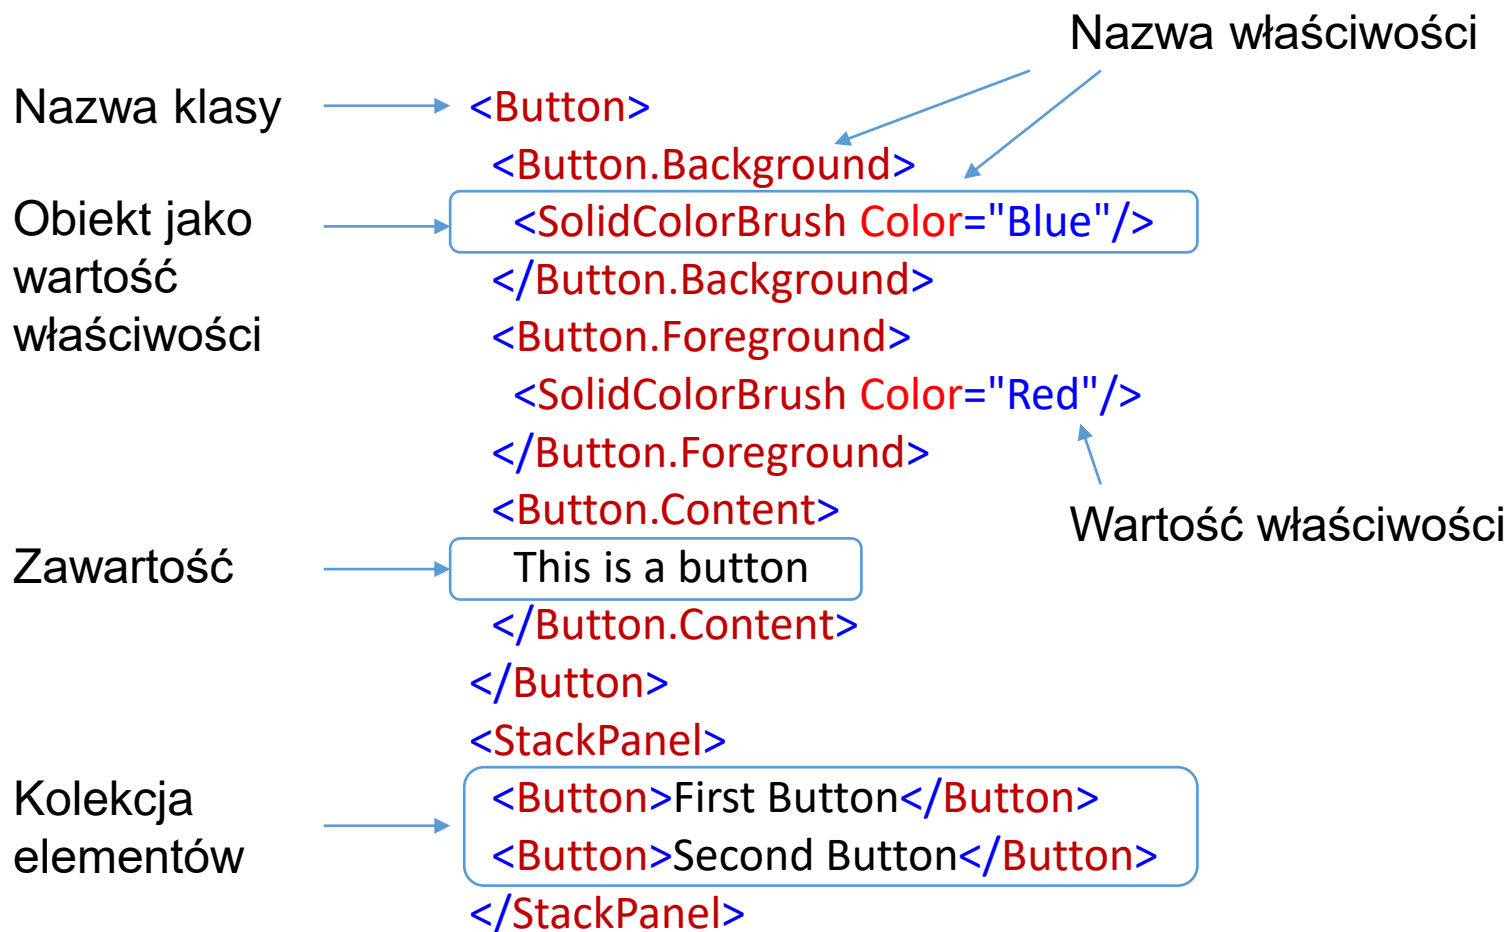 Nazwa właściwości
Nazwa klasy
<Button>
<Button.Background>
Obiekt jako
wartość
właściwości
<SolidColorBrush Color="Blue"/>
</Button.Background>
<Button.Foreground>
<SolidColorBrush Color="Red"/>
</Button.Foreground>
<Button.Content>
Wartość właściwości
Zawartość
This is a button
</Button.Content>
</Button>
<StackPanel>
Kolekcja
elementów
<Button>First Button</Button>
<Button>Second Button</Button>
</StackPanel>